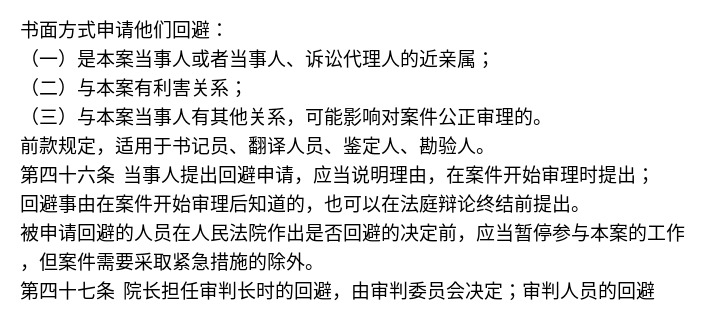 书面方式申请他们回避：
（一）是本案当事人或者当事人、诉讼代理人的近亲属；
（二）与本案有利害关系；
（三）与本案当事人有其他关系，可能影响对案件公正审理的。
前款规定，适用于书记员、翻译人员、鉴定人、勘验人。
第四十六条 当事人提出回避申请，应当说明理由，在案件开始审理时提出；
回避事由在案件开始审理后知道的，也可以在法庭辩论终结前提出。
被申请回避的人员在人民法院作出是否回避的决定前，应当暂停参与本案的工作
，但案件需要采取紧急措施的除外。
第四十七条 院长担任审判长时的回避，由审判委员会决定；审判人员的回避